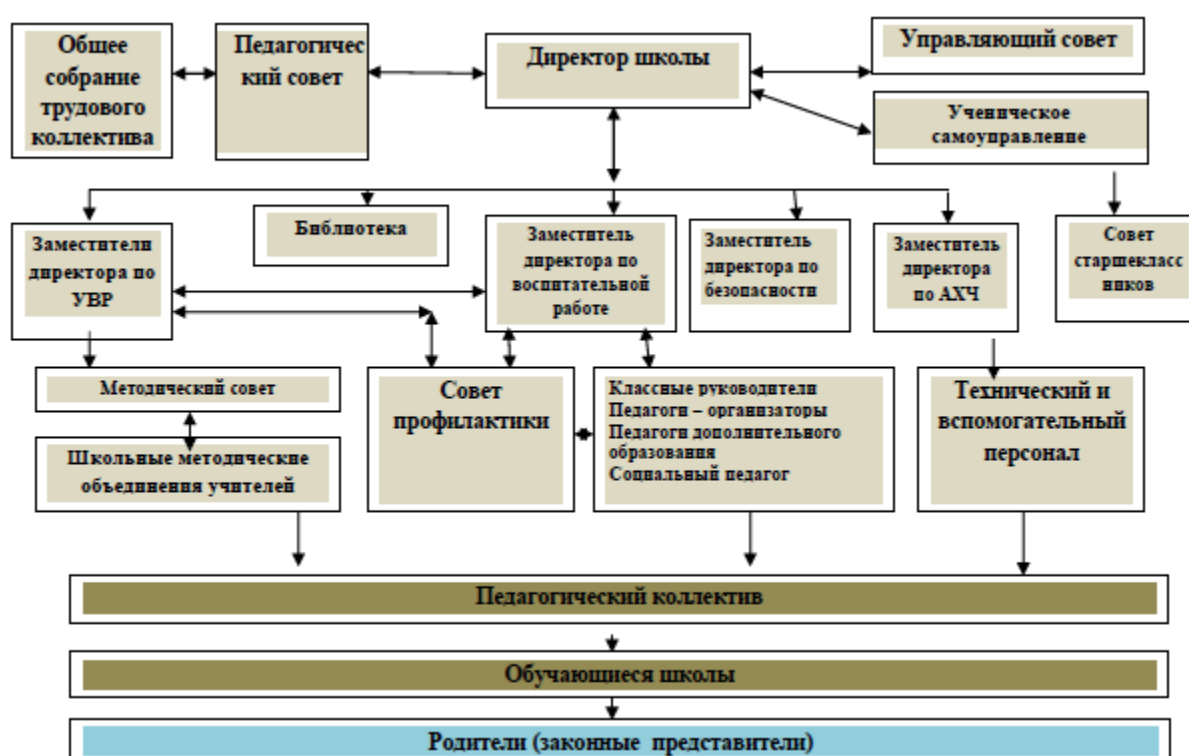 Общее
собрание
трудового
коллектива
Педагогичес
кий совет
Директор школы
Управляющий совет
Ученическое
самоуправление
Заместители
директора по
УВР
Библиотека
Заместитель
директора по
воспитательной
работе
Заместитель
директора по
безопасности
Заместитель
директора
по АХЧ
Совет
старшекласс
ников
Методический совет
Школьные методические
объединения учителей
Совет
профилактики
Классные руководители
Педагоги – организаторы
Педагоги дополнительного
образования
Социальный педагог
Технический и
вспомогательный
персонал
Педагогический коллектив
Обучающиеся школы
Родители (законные представители)